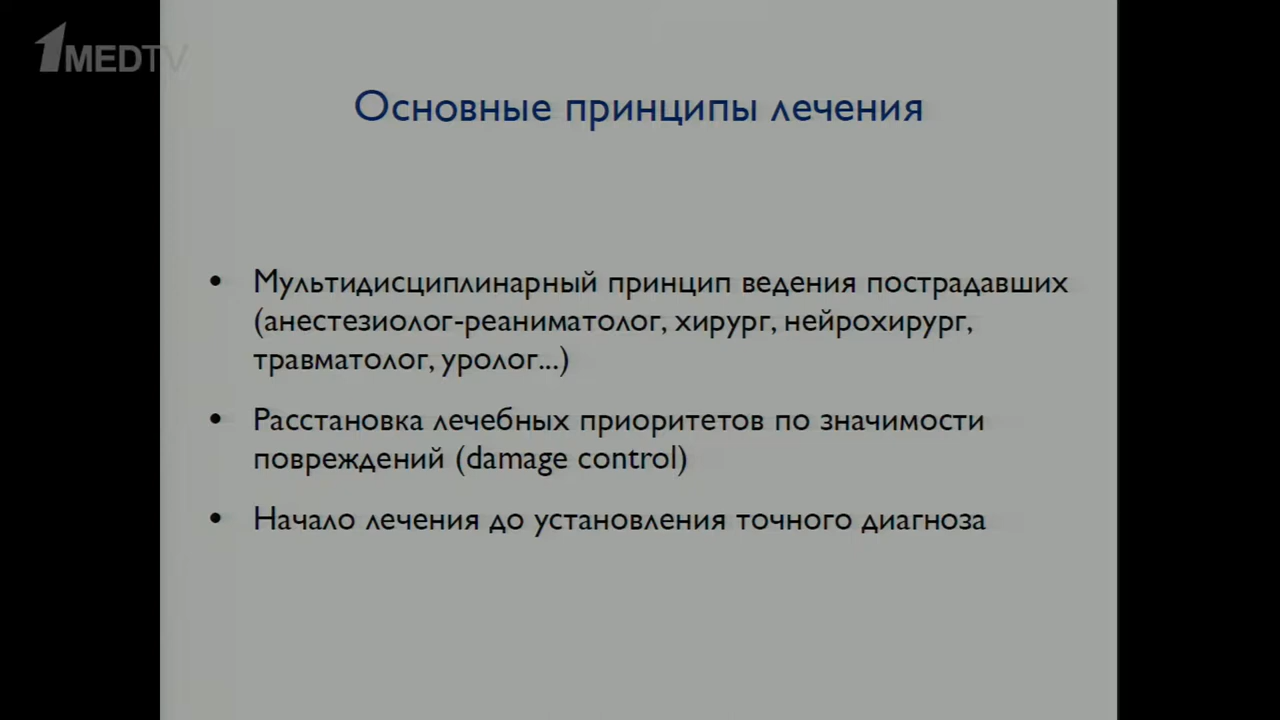 1MEDTV
Основные принципы лечения
• Мультидисциплинарный принцип ведения пострадавших
(анестезиолог-реаниматолог, хирург, нейрохирург,
травматолог, уролог...)
• Расстановка лечебных приоритетов по значимости
повреждений (damage control)
• Начало лечения до установления точного диагноза